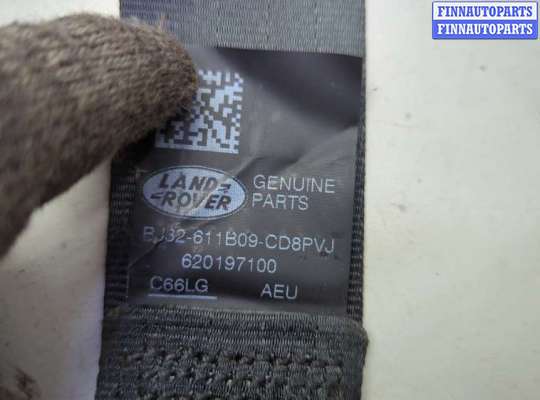 FINNAUTOPARTS
FINNAUTOPARTS
LAND ROVER
GENUINE PARTS
BJ32-611B09-CD8PVJ
620197100
C66LG AEU